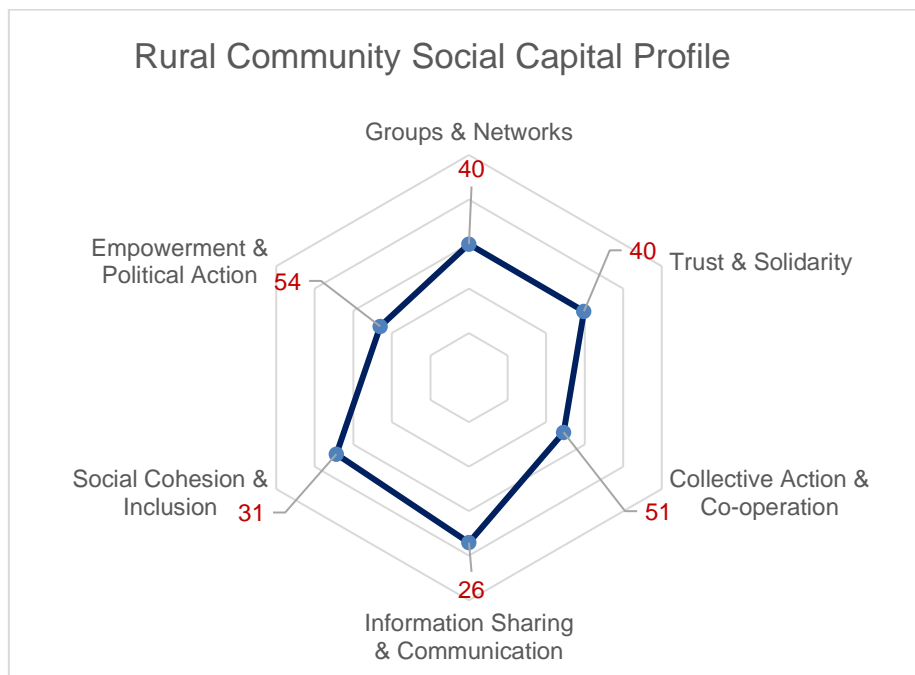 Rural Community Social Capital Profile
Groups & Networks
40
40
Trust & Solidarity
Empowerment &
Political Action
54
Social Cohesion &
Inclusion
31
Collective Action &
Co-operation
51
26
Information Sharing
& Communication